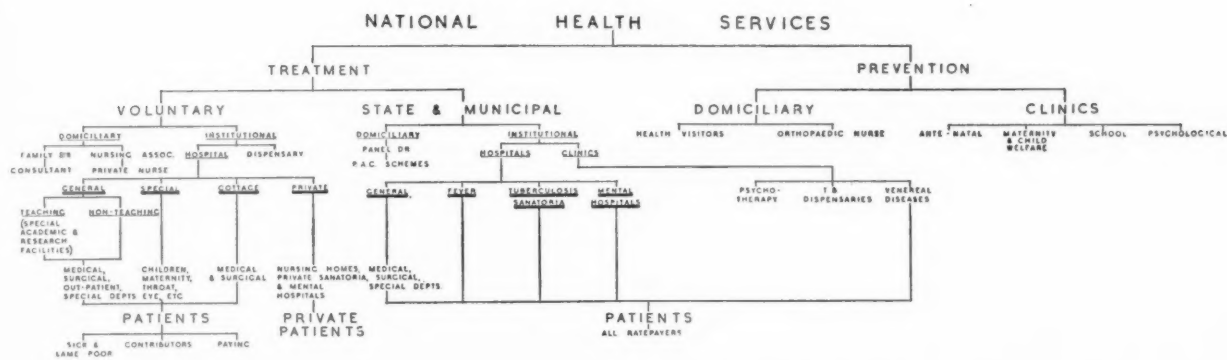 NATIONAL HEALTH SERVICES
TREATMENT
PREVENTION
VOLUNTARY
STATE & MUNICIPAL
DOMICILIARY
CLINICS
DOMICILIARY
INSTITUTIONAL
DOMICILIARY
INSTITUTIONAL
HEALTH VISITORS
ORTHOPAEDIC NURSE
ANTE-NATAL
MATERNITY
& CHILD
WELFARE
SCHOOL
PSYCHOLOGICAL
FAMILY DR
NURSING ASSOC.
HOSPITAL
DISPENSARY
PANEL DR
P.A.C. SCHEMES
HOSPITALS
CLINICS
CONSULTANT
PRIVATE NURSE
GENERAL
SPECIAL
COTTAGE
PRIVATE
GENERAL
FEVER
TUBERCULOSIS
SANATORIA
MENTAL
HOSPITALS
PSYCHO-
THERAPY
T B
DISPENSARIES
VENEREAL
DISEASES
TEACHING
(SPECIAL
ACADEMIC &
RESEARCH
FACILITIES)
NON-TEACHING
MEDICAL,
SURGICAL,
OUT-PATIENT,
SPECIAL DEPTS
CHILDREN,
MATERNITY,
THROAT,
EYE, ETC
MEDICAL
& SURGICAL
NURSING HOMES,
PRIVATE SANATORIA,
& MENTAL
HOSPITALS
MEDICAL,
SURGICAL,
SPECIAL DEPTS
PATIENTS
PRIVATE
PATIENTS
PATIENTS
ALL RATEPAYERS
SICK &
LAME POOR
CONTRIBUTORS
PAYING